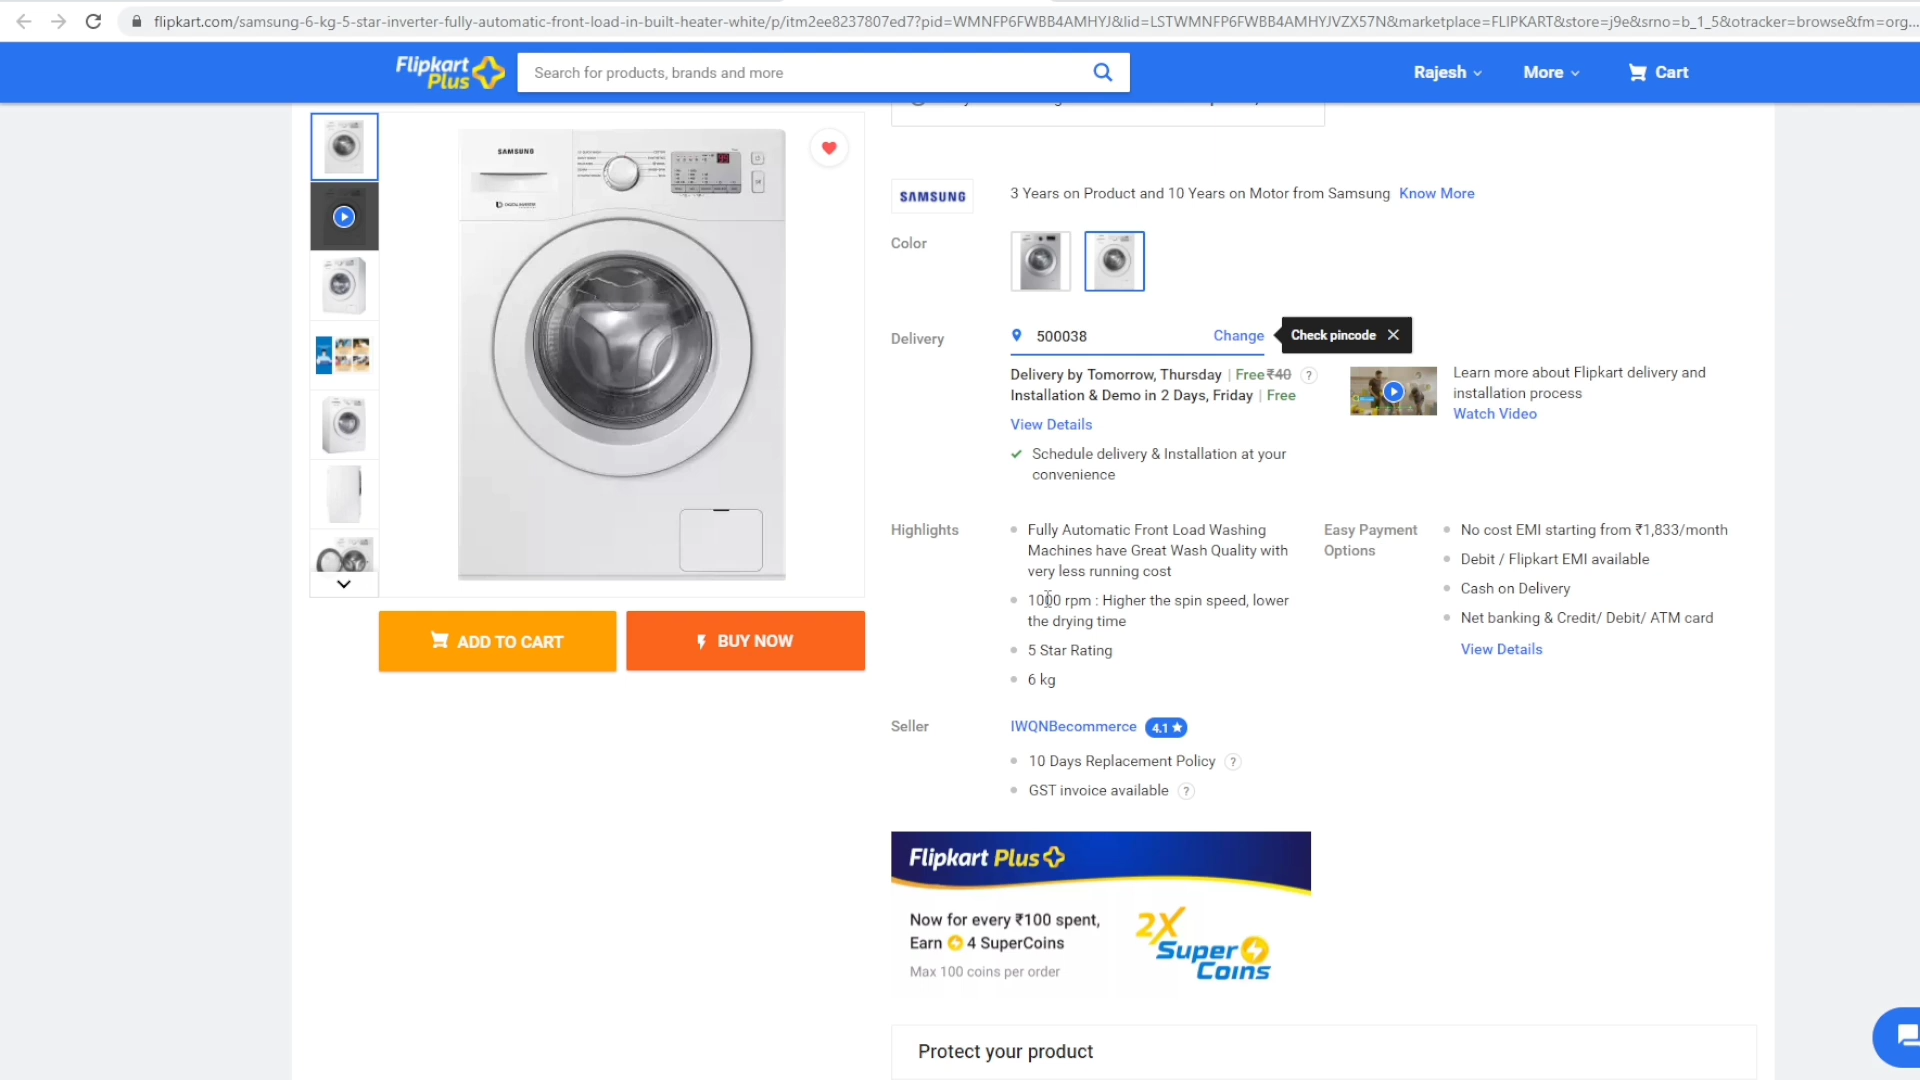 flipkart.com/samsung-6-kg-5-star-inverter-fully-automatic-front-load-in-built-heater-white/p/itm2ee8237807ed7?pid=WMNFP6FWBB4AMHYJ&lid=LSTWMNFP6FWBB4AMHYJVZX57N&marketplace=FLIPKART&store=j9e&srno=b_1_5&otracker=browse&fm=org...
Flipkart
Plus
Search for products, brands and more
Rajesh
More
Cart
SAMSUNG
SAMSUNG
3 Years on Product and 10 Years on Motor from Samsung Know More
Color
Delivery
500038
Change
Check pincode
Delivery by Tomorrow, Thursday | Free ₹40 ?
Installation & Demo in 2 Days, Friday | Free
View Details
Schedule delivery & Installation at your
convenience
Learn more about Flipkart delivery and
installation process
Watch Video
Highlights
Fully Automatic Front Load Washing
Machines have Great Wash Quality with
very less running cost
1000 rpm : Higher the spin speed, lower
the drying time
5 Star Rating
6 kg
Easy Payment
Options
No cost EMI starting from ₹1,833/month
Debit / Flipkart EMI available
Cash on Delivery
Net banking & Credit/ Debit/ ATM card
View Details
ADD TO CART
BUY NOW
Seller
IWQNBecommerce 4.1 ★
10 Days Replacement Policy ?
GST invoice available ?
Flipkart Plus
Now for every ₹100 spent,
Earn 4 SuperCoins
Max 100 coins per order
2X
Super
Coins
Protect your product